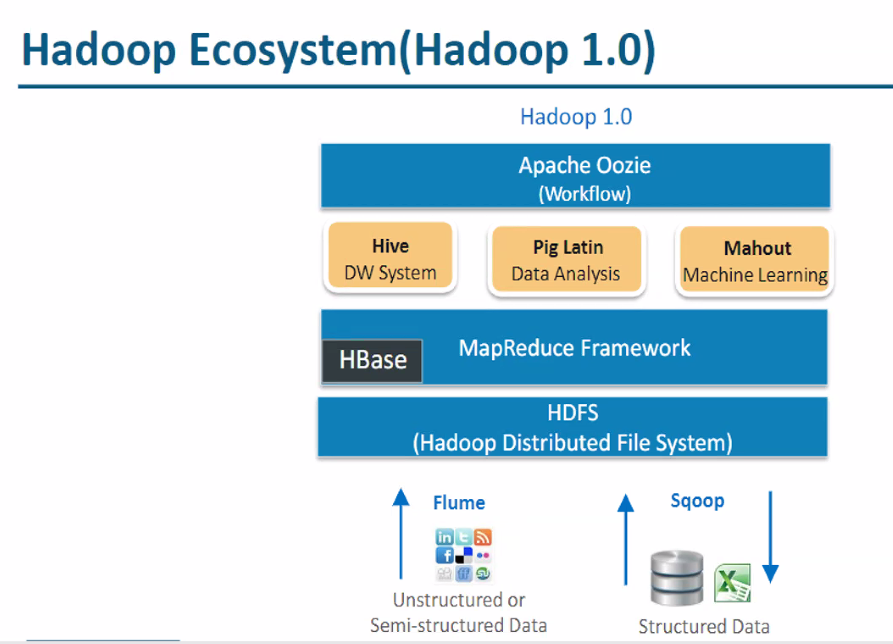 Hadoop Ecosystem(Hadoop 1.0)
Hadoop 1.0
Apache Oozie
(Workflow)
Hive
DW System
Pig Latin
Data Analysis
Mahout
Machine Learning
MapReduce Framework
HBase
HDFS
(Hadoop Distributed File System)
Flume
Unstructured or
Semi-structured Data
Sqoop
Structured Data